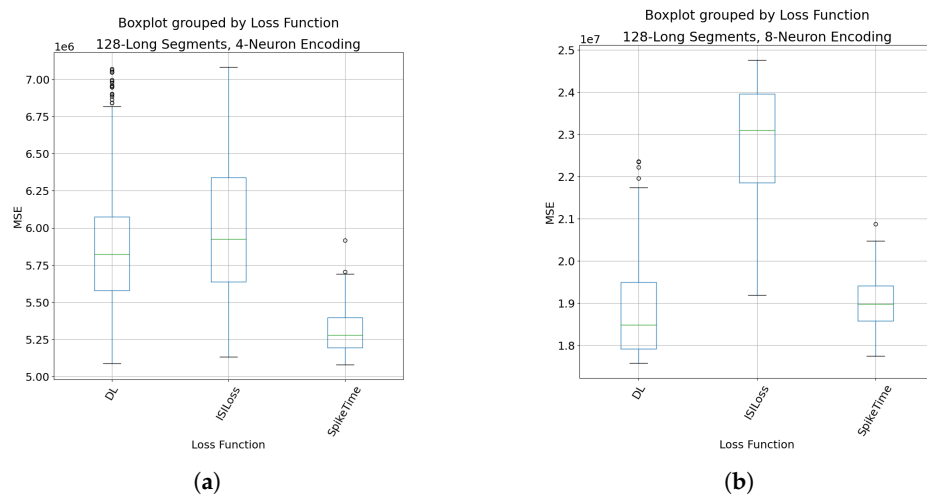 Boxplot grouped by Loss Function
128-Long Segments, 4-Neuron Encoding
1e6
7.00
6.75
6.50
6.25
6.00
5.75
5.50
5.25
5.00
MSE
DL
ISILoss
SpikeTime
Loss Function
(a)
Boxplot grouped by Loss Function
128-Long Segments, 8-Neuron Encoding
1e7
2.5
2.4
2.3
2.2
2.1
2.0
1.9
1.8
MSE
DL
ISILoss
SpikeTime
Loss Function
(b)